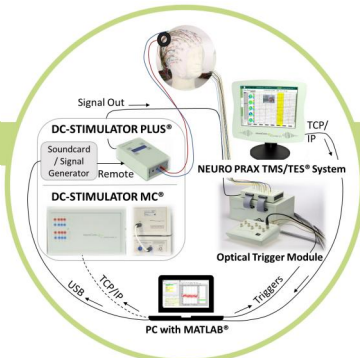 Signal Out
DC-STIMULATOR PLUS®
Soundcard /
Signal
Generator
Remote
DC-STIMULATOR MC®
TCP/
IP
NEURO PRAX TMS/TES® System
Optical Trigger Module
USB
TCP/IP
Triggers
PC with MATLAB®